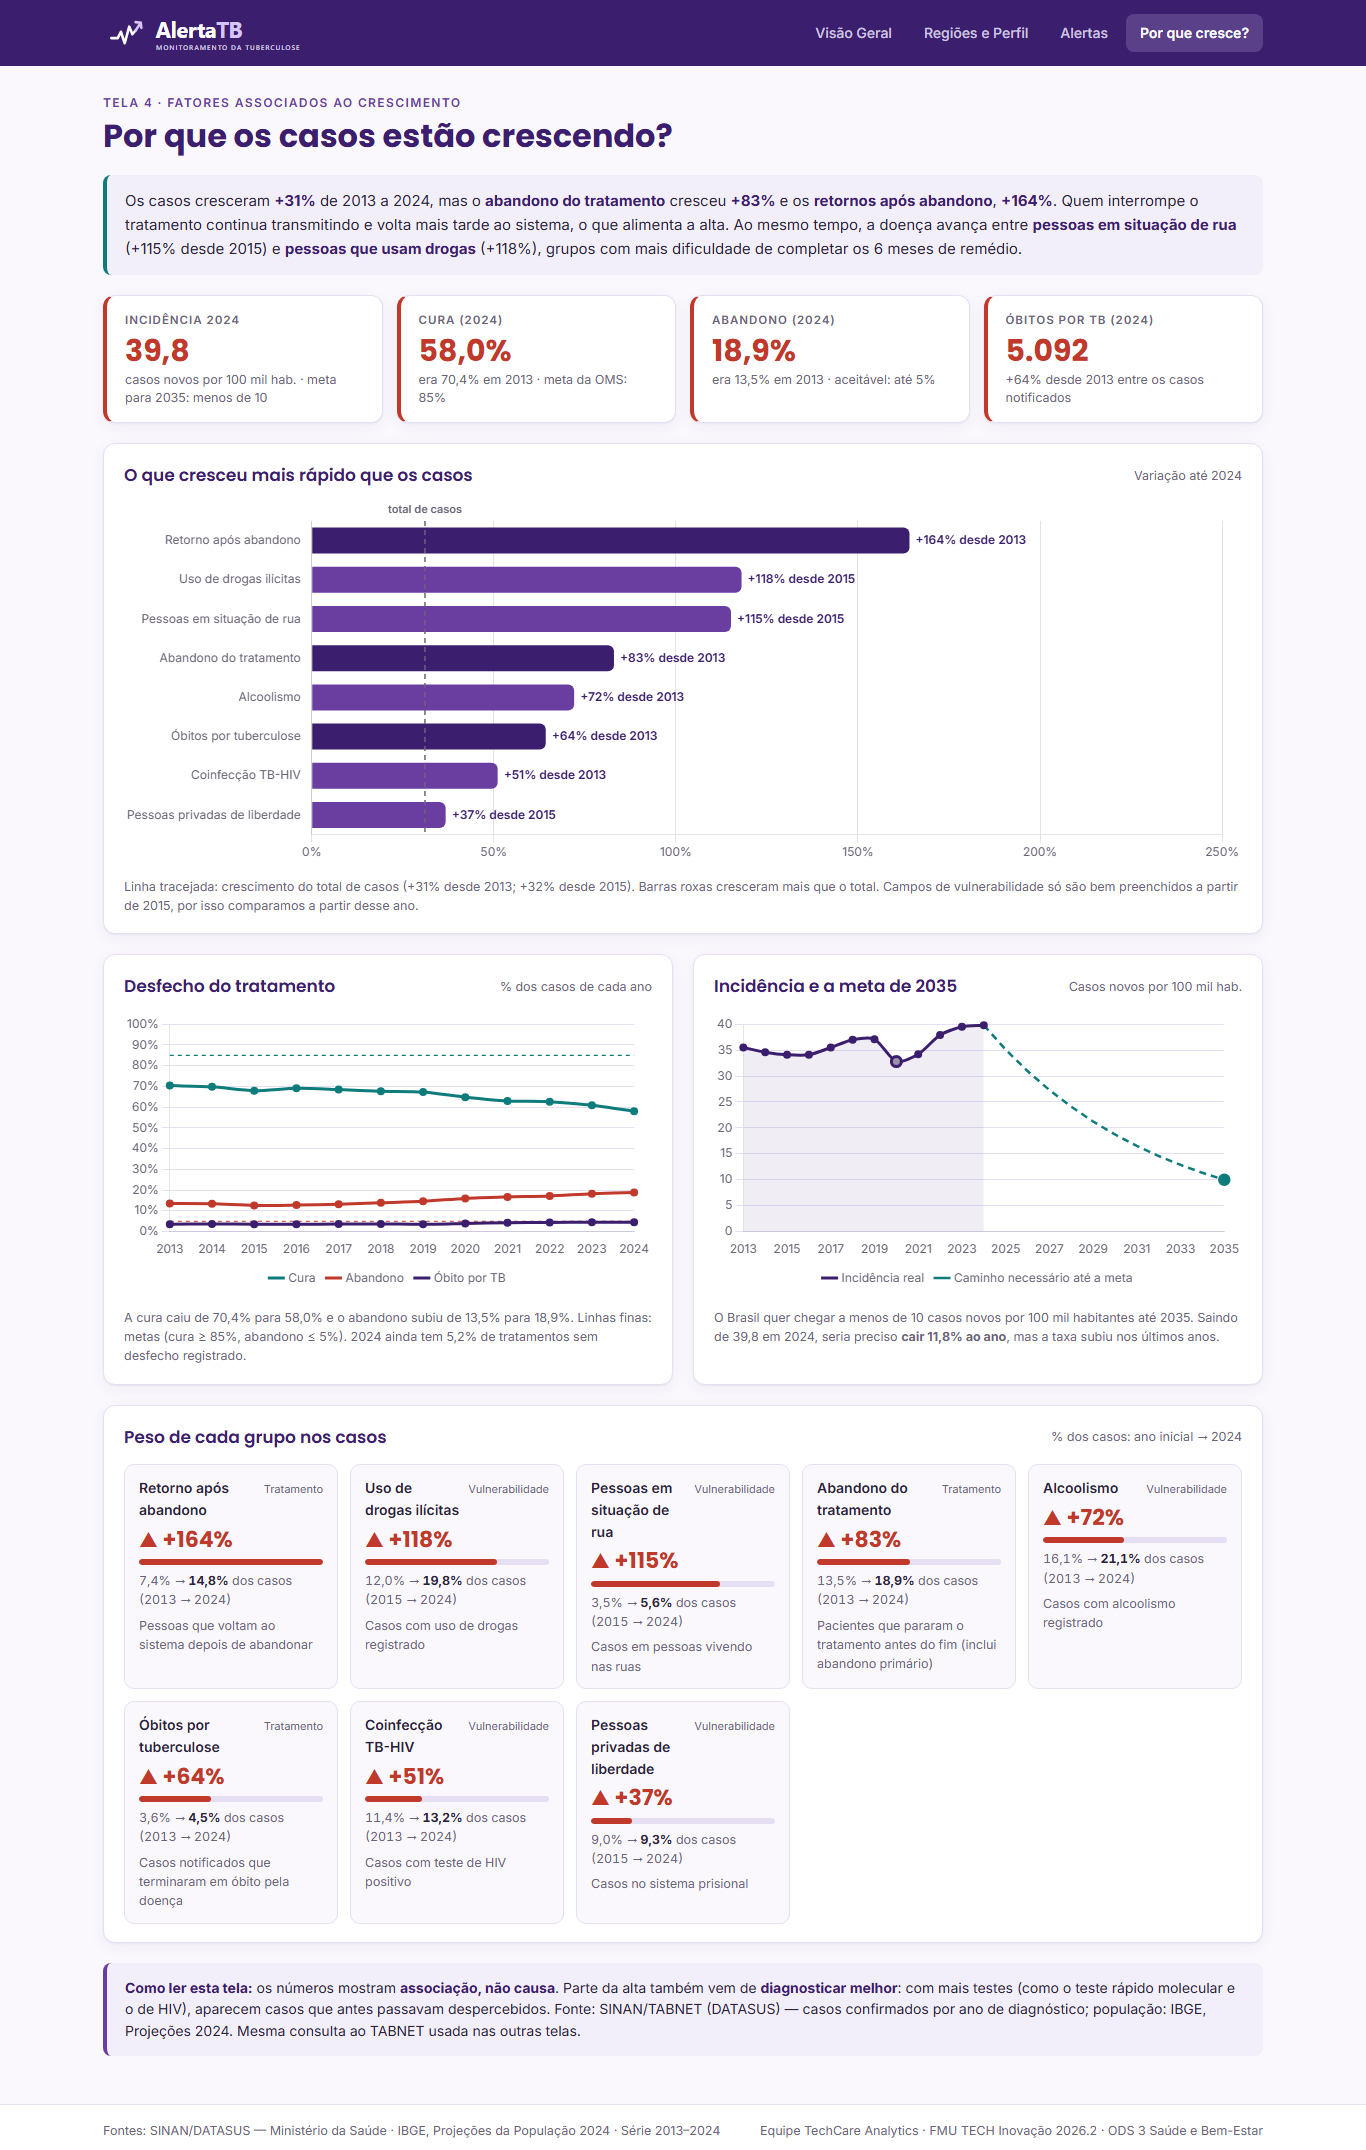 AlertaTB
MONITORAMENTO DA TUBERCULOSE
Visão Geral
Regiões e Perfil
Alertas
Por que cresce?
TELA 4 · FATORES ASSOCIADOS AO CRESCIMENTO
Por que os casos estão crescendo?
Os casos cresceram +31% de 2013 a 2024, mas o abandono do tratamento cresceu +83% e os retornos após abandono, +164%. Quem interrompe o
tratamento continua transmitindo e volta mais tarde ao sistema, o que alimenta a alta. Ao mesmo tempo, a doença avança entre pessoas em situação de rua
(+115% desde 2015) e pessoas que usam drogas (+118%), grupos com mais dificuldade de completar os 6 meses de remédio.
INCIDÊNCIA 2024
39,8
casos novos por 100 mil hab. · meta
para 2035: menos de 10
CURA (2024)
58,0%
era 70,4% em 2013 · meta da OMS:
85%
ABANDONO (2024)
18,9%
era 13,5% em 2013 · aceitável: até 5%
ÓBITOS POR TB (2024)
5.092
+64% desde 2013 entre os casos
notificados
O que cresceu mais rápido que os casos
Variação até 2024
total de casos
Retorno após abandono
+164% desde 2013
Uso de drogas ilícitas
+118% desde 2015
Pessoas em situação de rua
+115% desde 2015
Abandono do tratamento
+83% desde 2013
Alcoolismo
+72% desde 2013
Óbitos por tuberculose
+64% desde 2013
Coinfecção TB-HIV
+51% desde 2013
Pessoas privadas de liberdade
+37% desde 2015
0%
50%
100%
150%
200%
250%
Linha tracejada: crescimento do total de casos (+31% desde 2013; +32% desde 2015). Barras roxas cresceram mais que o total. Campos de vulnerabilidade só são bem preenchidos a partir
de 2015, por isso comparamos a partir desse ano.
Desfecho do tratamento
% dos casos de cada ano
100%
90%
80%
70%
60%
50%
40%
30%
20%
10%
0%
2013 2014 2015 2016 2017 2018 2019 2020 2021 2022 2023 2024
Cura Abandono Óbito por TB
A cura caiu de 70,4% para 58,0% e o abandono subiu de 13,5% para 18,9%. Linhas finas:
metas (cura ≥ 85%, abandono ≤ 5%). 2024 ainda tem 5,2% de tratamentos sem
desfecho registrado.
Incidência e a meta de 2035
Casos novos por 100 mil hab.
40
35
30
25
20
15
10
5
0
2013 2015 2017 2019 2021 2023 2025 2027 2029 2031 2033 2035
Incidência real Caminho necessário até a meta
O Brasil quer chegar a menos de 10 casos novos por 100 mil habitantes até 2035. Saindo
de 39,8 em 2024, seria preciso cair 11,8% ao ano, mas a taxa subiu nos últimos anos.
Peso de cada grupo nos casos
% dos casos: ano inicial → 2024
Retorno após
abandono
Tratamento
▲ +164%
7,4% → 14,8% dos casos
(2013 → 2024)
Pessoas que voltam ao
sistema depois de abandonar
Uso de
drogas ilícitas
Vulnerabilidade
▲ +118%
12,0% → 19,8% dos casos
(2015 → 2024)
Casos com uso de drogas
registrado
Pessoas em
situação de
rua
Vulnerabilidade
▲ +115%
3,5% → 5,6% dos casos
(2015 → 2024)
Casos em pessoas vivendo
nas ruas
Abandono do
tratamento
Tratamento
▲ +83%
13,5% → 18,9% dos casos
(2013 → 2024)
Pacientes que pararam o
tratamento antes do fim (inclui
abandono primário)
Alcoolismo
Vulnerabilidade
▲ +72%
16,1% → 21,1% dos casos
(2013 → 2024)
Casos com alcoolismo
registrado
Óbitos por
tuberculose
Tratamento
▲ +64%
3,6% → 4,5% dos casos
(2013 → 2024)
Casos notificados que
terminaram em óbito pela
doença
Coinfecção
TB-HIV
Vulnerabilidade
▲ +51%
11,4% → 13,2% dos casos
(2013 → 2024)
Casos com teste de HIV
positivo
Pessoas
privadas de
liberdade
Vulnerabilidade
▲ +37%
9,0% → 9,3% dos casos
(2015 → 2024)
Casos no sistema prisional
Como ler esta tela: os números mostram associação, não causa. Parte da alta também vem de diagnosticar melhor: com mais testes (como o teste rápido molecular e
o de HIV), aparecem casos que antes passavam despercebidos. Fonte: SINAN/TABNET (DATASUS) — casos confirmados por ano de diagnóstico; população: IBGE,
Projeções 2024. Mesma consulta ao TABNET usada nas outras telas.
Fontes: SINAN/DATASUS — Ministério da Saúde · IBGE, Projeções da População 2024 · Série 2013–2024
Equipe TechCare Analytics · FMU TECH Inovação 2026.2 · ODS 3 Saúde e Bem-Estar